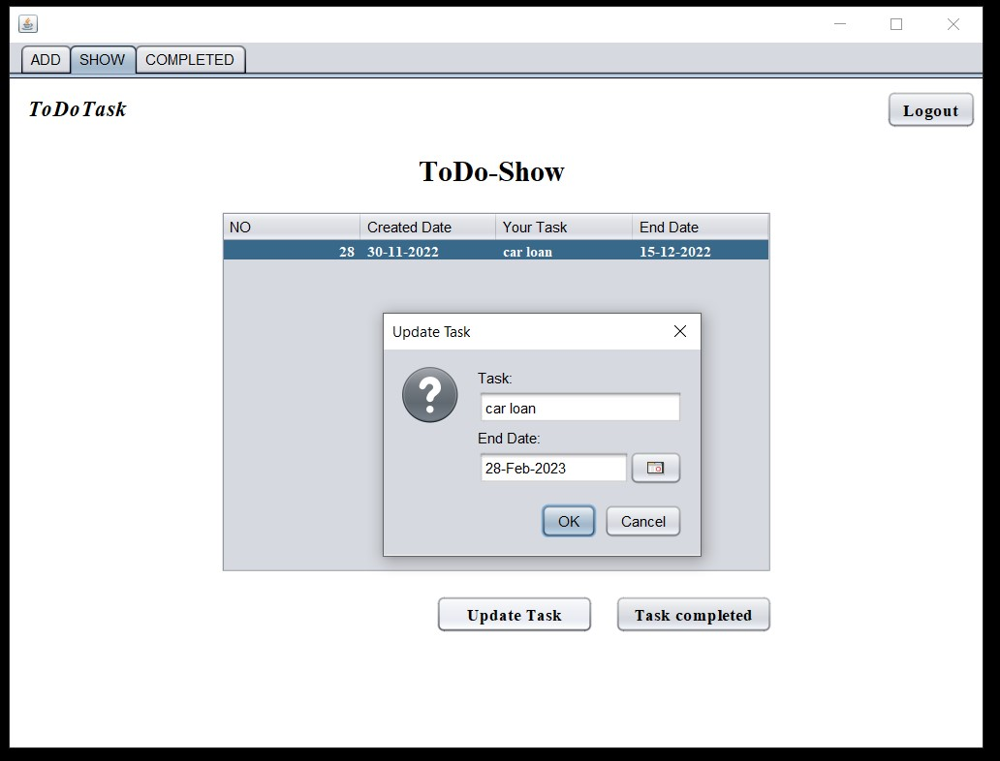 ADD SHOW COMPLETED
ToDoTask
Logout
ToDo-Show
NO Created Date Your Task End Date
28 30-11-2022 car loan 15-12-2022
Update Task
?
Task:
car loan
End Date:
28-Feb-2023
OK Cancel
Update Task Task completed